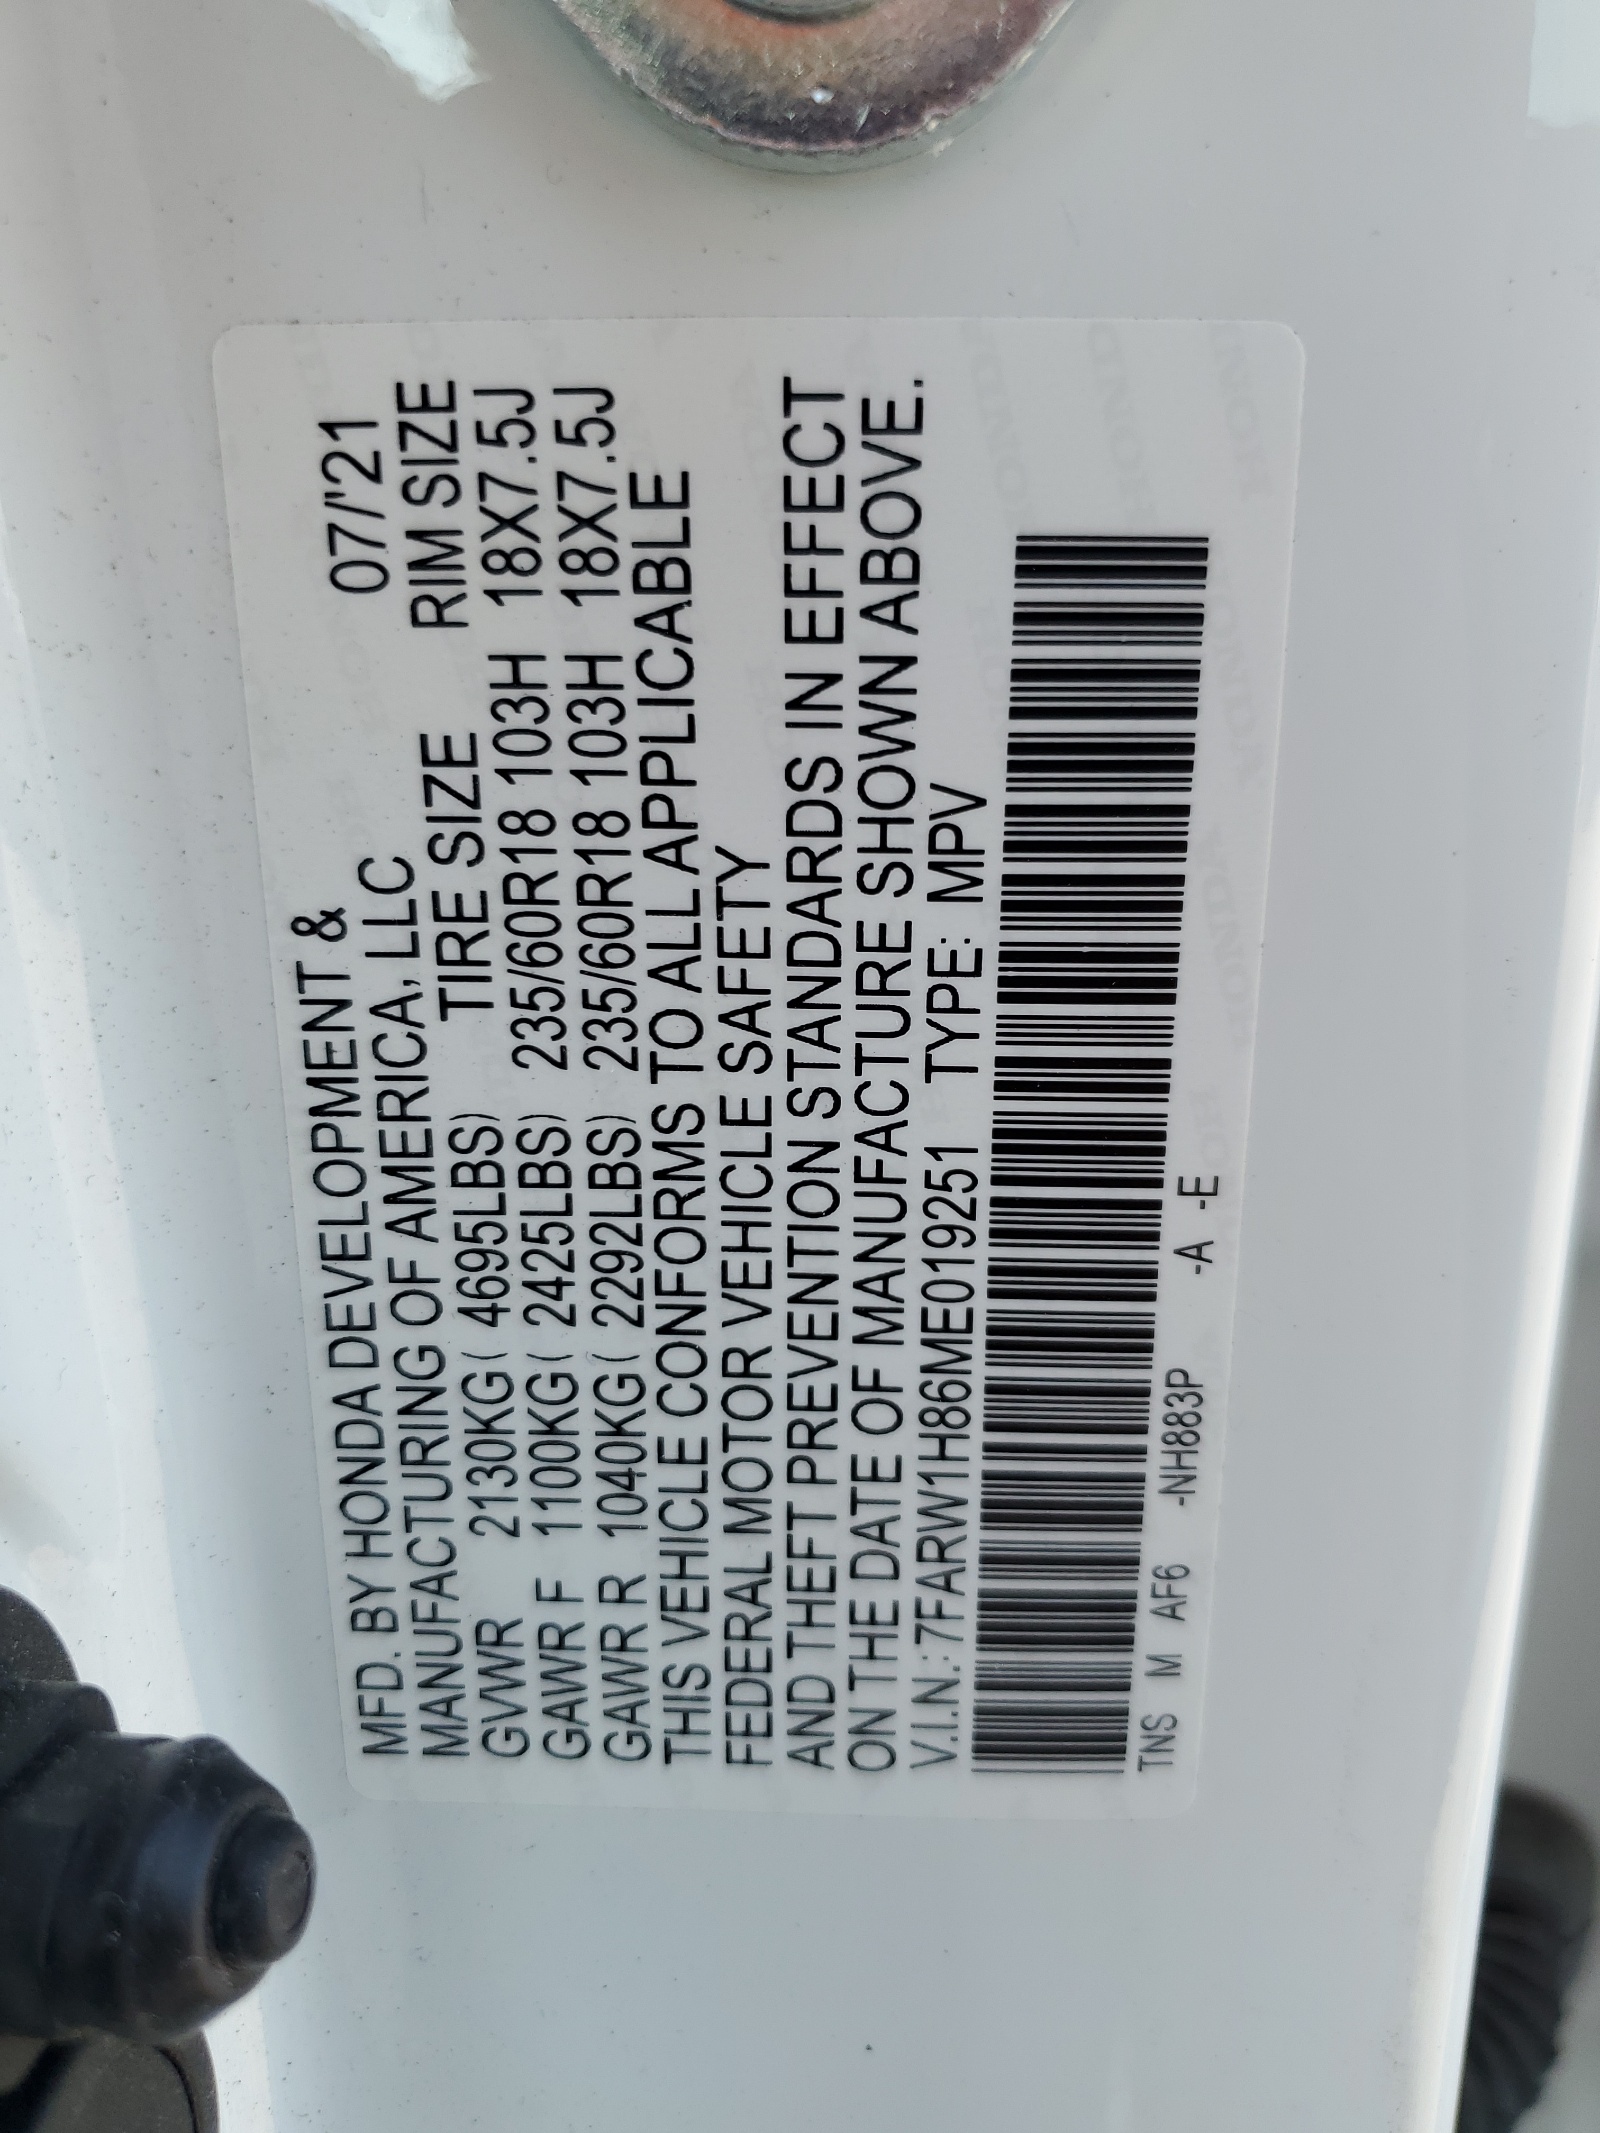 MFD. BY HONDA DEVELOPMENT &
MANUFACTURING OF AMERICA, LLC 07/'21
TIRE SIZE RIM SIZE
GVWR 2130KG( 4695LBS)
GAWR F 1100KG( 2425LBS) 235/60R18 103H 18X7.5J
GAWR R 1040KG( 2292LBS) 235/60R18 103H 18X7.5J
THIS VEHICLE CONFORMS TO ALL APPLICABLE
FEDERAL MOTOR VEHICLE SAFETY
AND THEFT PREVENTION STANDARDS IN EFFECT
ON THE DATE OF MANUFACTURE SHOWN ABOVE.
V.I.N.:7FARW1H86ME019251 TYPE: MPV
TNS M AF6 -NH883P -A -E